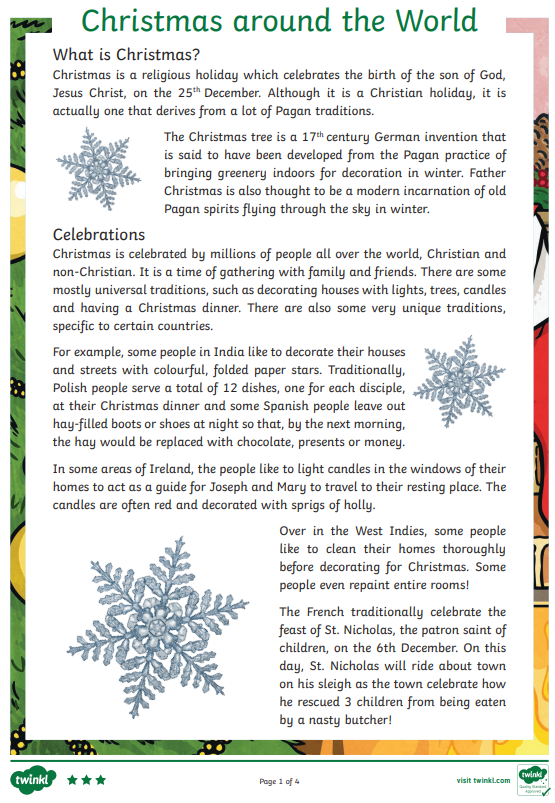 Christmas around the World
What is Christmas?
Christmas is a religious holiday which celebrates the birth of the son of God,
Jesus Christ, on the 25th December. Although it is a Christian holiday, it is
actually one that derives from a lot of Pagan traditions.
The Christmas tree is a 17th century German invention that
is said to have been developed from the Pagan practice of
bringing greenery indoors for decoration in winter. Father
Christmas is also thought to be a modern incarnation of old
Pagan spirits flying through the sky in winter.
Celebrations
Christmas is celebrated by millions of people all over the world, Christian and
non-Christian. It is a time of gathering with family and friends. There are some
mostly universal traditions, such as decorating houses with lights, trees, candles
and having a Christmas dinner. There are also some very unique traditions,
specific to certain countries.
For example, some people in India like to decorate their houses
and streets with colourful, folded paper stars. Traditionally,
Polish people serve a total of 12 dishes, one for each disciple,
at their Christmas dinner and some Spanish people leave out
hay-filled boots or shoes at night so that, by the next morning,
the hay would be replaced with chocolate, presents or money.
In some areas of Ireland, the people like to light candles in the windows of their
homes to act as a guide for Joseph and Mary to travel to their resting place. The
candles are often red and decorated with sprigs of holly.
Over in the West Indies, some people
like to clean their homes thoroughly
before decorating for Christmas. Some
people even repaint entire rooms!
The French traditionally celebrate the
feast of St. Nicholas, the patron saint of
children, on the 6th December. On this
day, St. Nicholas will ride about town
on his sleigh as the town celebrate how
he rescued 3 children from being eaten
by a nasty butcher!
twinkl
Page 1 of 4
visit twinkl.com
twinkl
Quality Standard
Approved